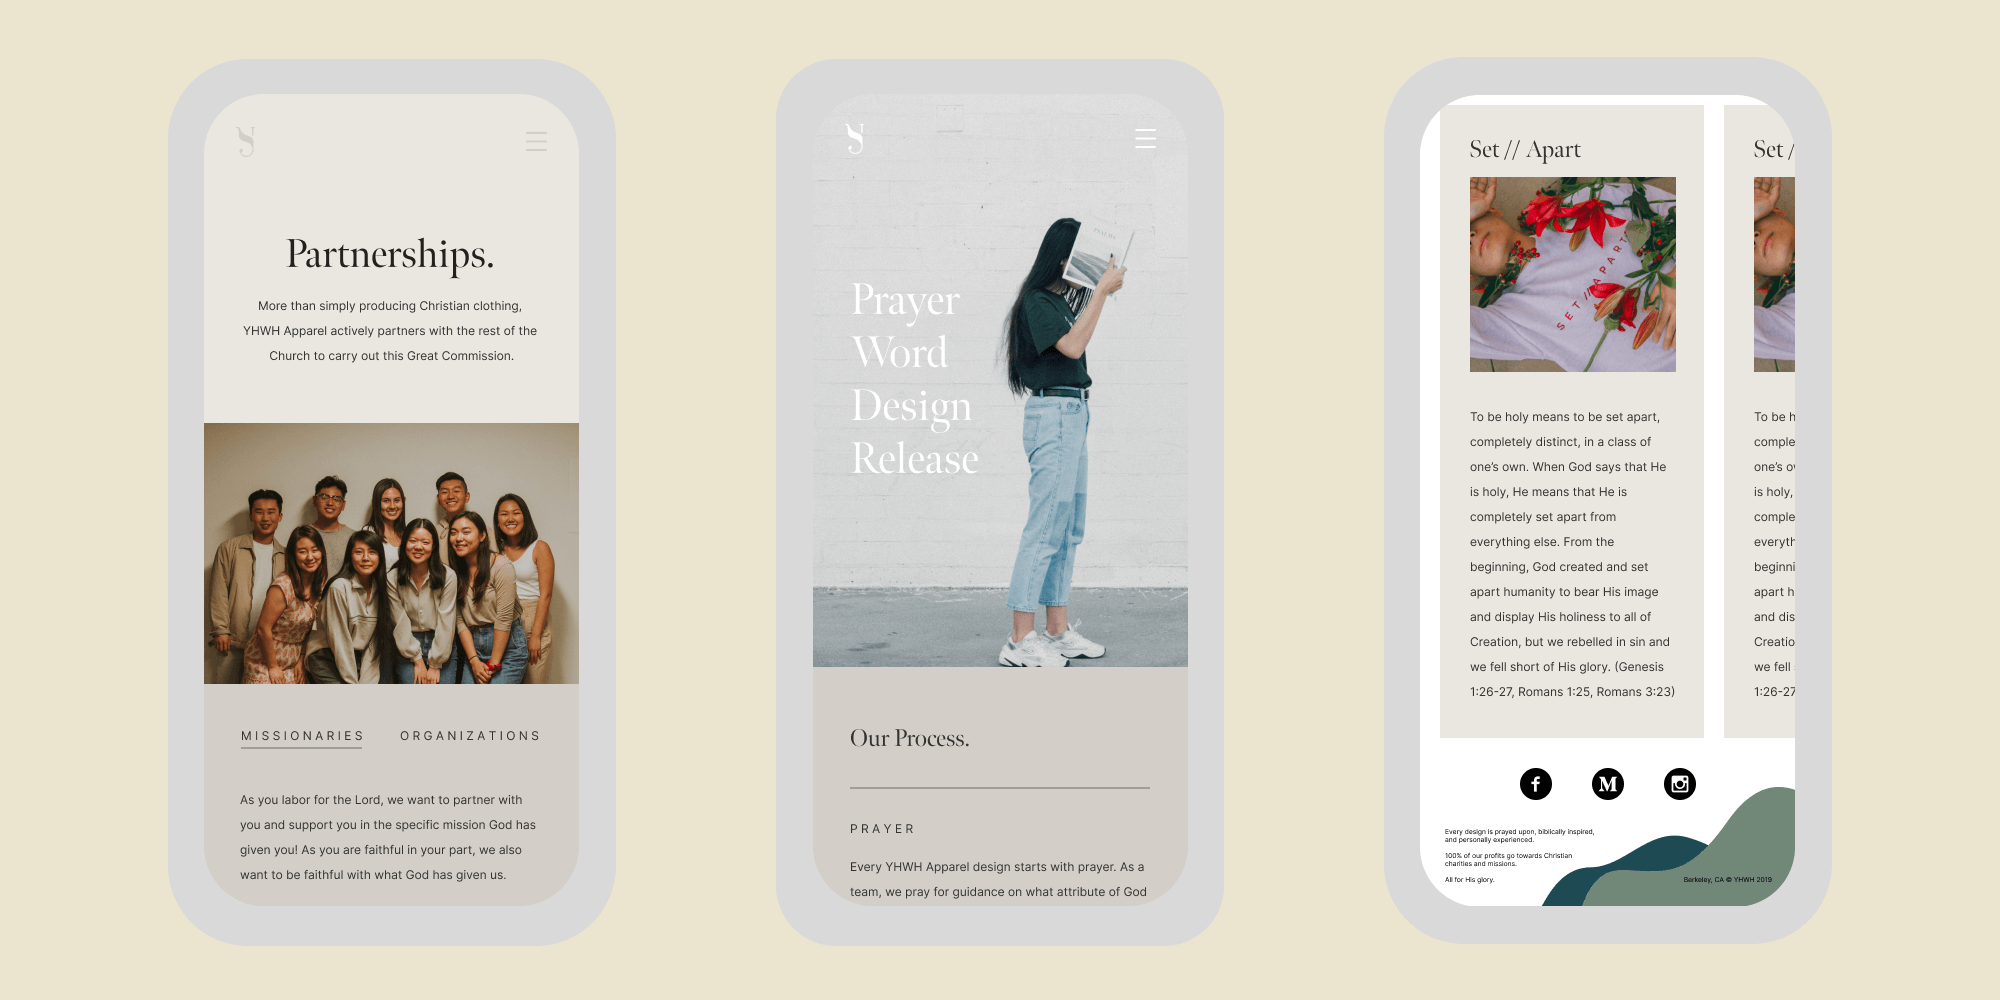 Partnerships.
More than simply producing Christian clothing,
YHWH Apparel actively partners with the rest of the
Church to carry out this Great Commission.
MISSIONARIES
ORGANIZATIONS
As you labor for the Lord, we want to partner with
you and support you in the specific mission God has
given you! As you are faithful in your part, we also
want to be faithful with what God has given us.
PSALMS
Prayer
Word
Design
Release
Our Process.
PRAYER
Every YHWH Apparel design starts with prayer. As a
team, we pray for guidance on what attribute of God
Set // Apart
SET // APART
To be holy means to be set apart,
completely distinct, in a class of
one’s own. When God says that He
is holy, He means that He is
completely set apart from
everything else. From the
beginning, God created and set
apart humanity to bear His image
and display His holiness to all of
Creation, but we rebelled in sin and
we fell short of His glory. (Genesis
1:26-27, Romans 1:25, Romans 3:23)
Set /
To be h
comple
one’s ov
is holy,
comple
everyth
beginni
apart h
and dis
Creatio
we fell
1:26-27
Every design is prayed upon, biblically inspired,
and personally experienced.
100% of our profits go towards Christian
charities and missions.
All for His glory.
Berkeley, CA © YHWH 2019